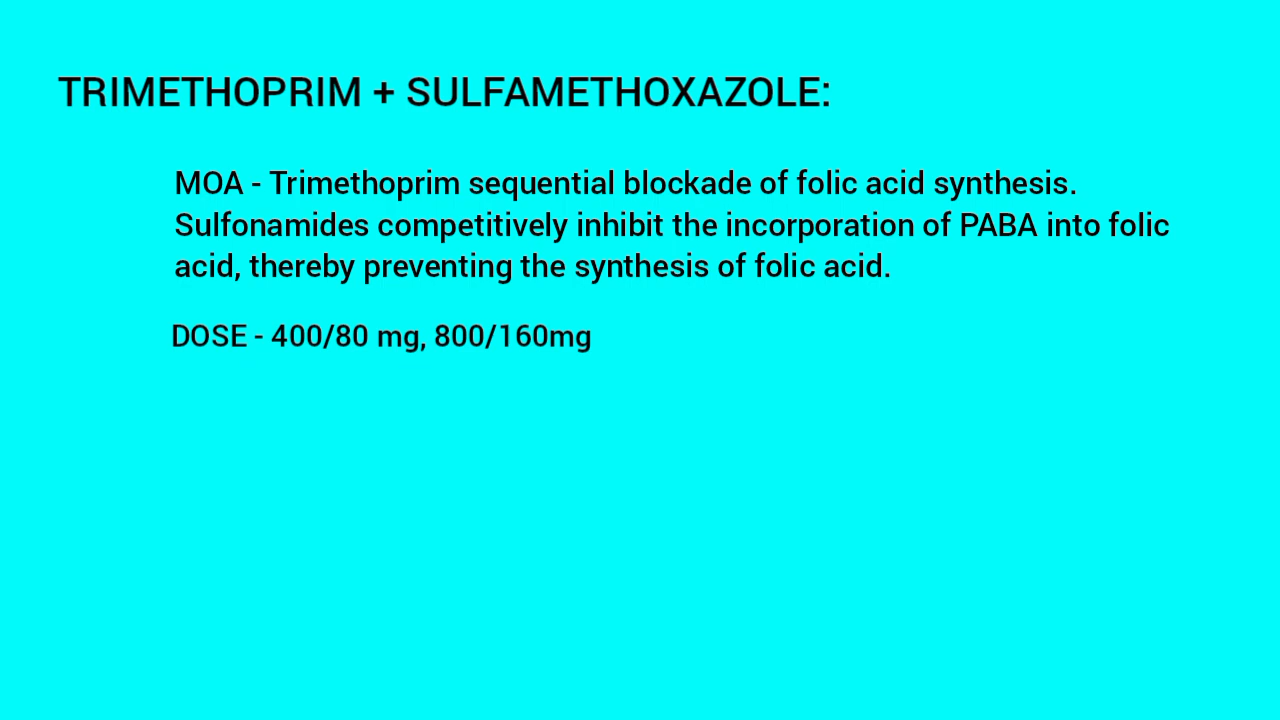 TRIMETHOPRIM + SULFAMETHOXAZOLE:
MOA - Trimethoprim sequential blockade of folic acid synthesis.
Sulfonamides competitively inhibit the incorporation of PABA into folic
acid, thereby preventing the synthesis of folic acid.
DOSE - 400/80 mg, 800/160mg